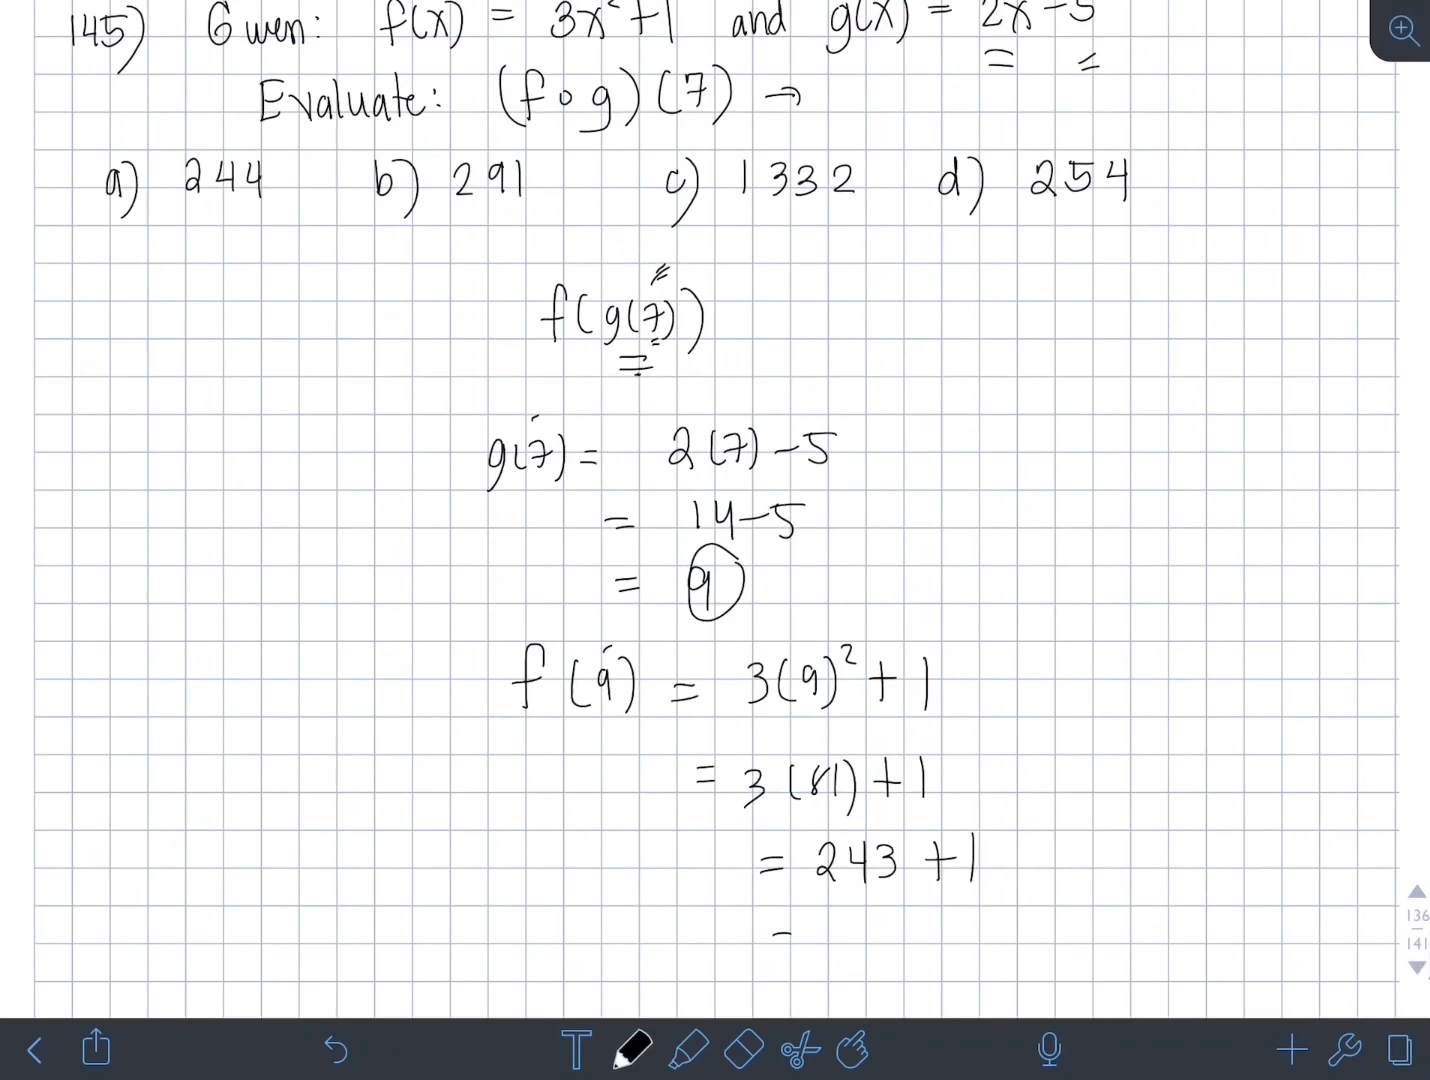 145) Given: f(x) = 3x²+1 and g(x) = 2x-5
Evaluate: (f∘g)(7) →
a) 244 b) 291 c) 1332 d) 254
f(g(7))
g(7) = 2(7)-5
= 14-5
= 9
f(9) = 3(9)²+1
= 3(81)+1
= 243+1
136
141
T